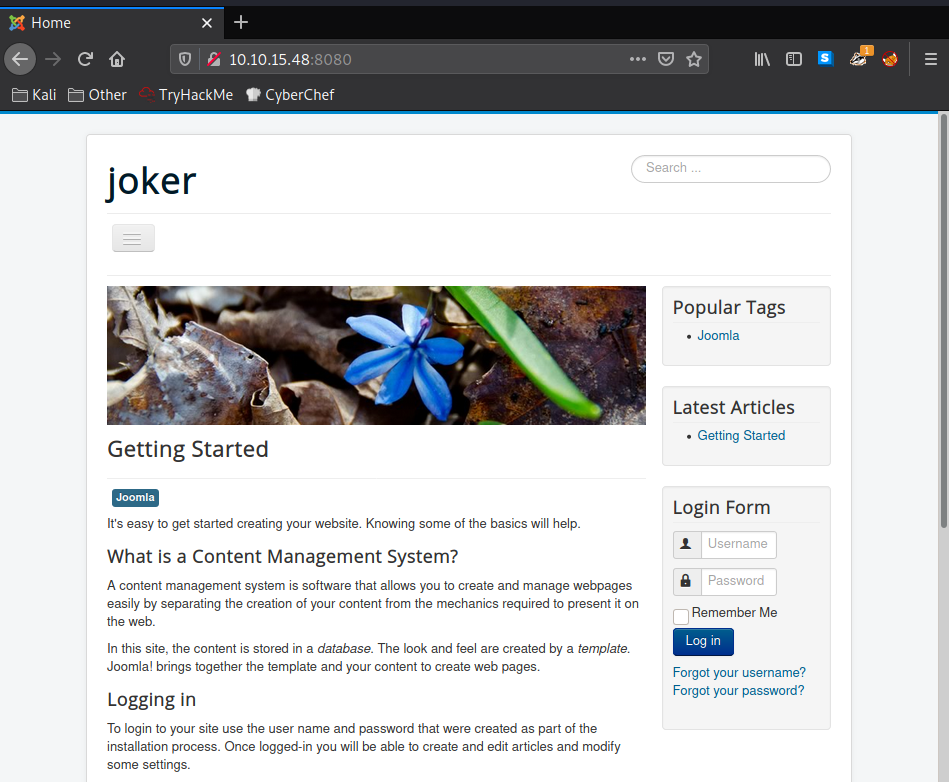 Home
10.10.15.48:8080
1
S
Kali
Other
TryHackMe
CyberChef
joker
Search ...
Getting Started
Joomla
It's easy to get started creating your website. Knowing some of the basics will help.
What is a Content Management System?
A content management system is software that allows you to create and manage webpages
easily by separating the creation of your content from the mechanics required to present it on
the web.
In this site, the content is stored in a database. The look and feel are created by a template.
Joomla! brings together the template and your content to create web pages.
Logging in
To login to your site use the user name and password that were created as part of the
installation process. Once logged-in you will be able to create and edit articles and modify
some settings.
Popular Tags
Joomla
Latest Articles
Getting Started
Login Form
Username
Password
Remember Me
Log in
Forgot your username?
Forgot your password?